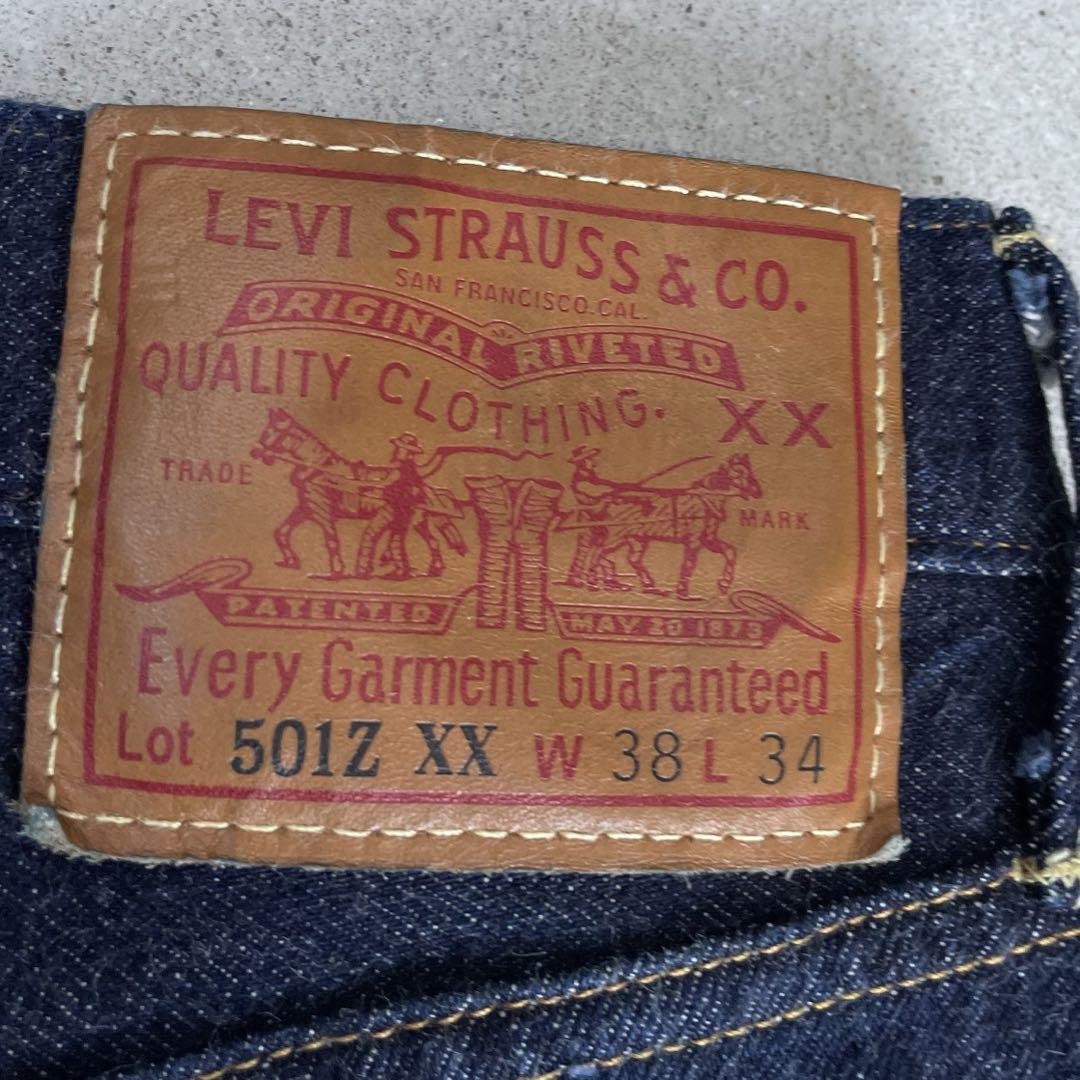 LEVI STRAUSS & CO.
SAN FRANCISCO. CAL.
ORIGINAL RIVETED
QUALITY CLOTHING.
XX
TRADE MARK
PATENTED MAY 20 1873
Every Garment Guaranteed
Lot 501Z XX W 38 L 34